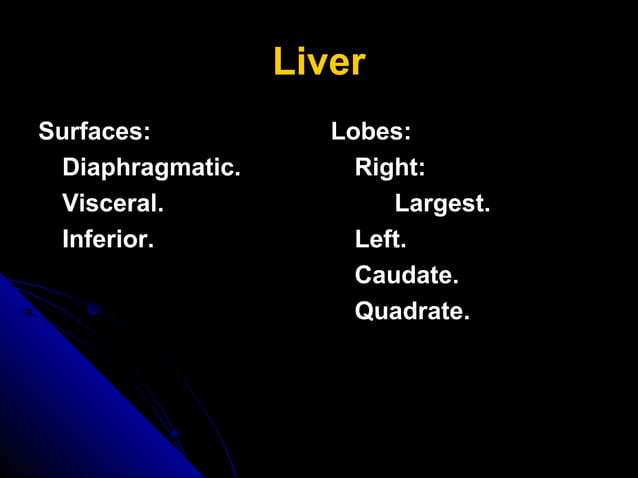 Liver
Surfaces:
Diaphragmatic.
Visceral.
Inferior.
Lobes:
Right:
Largest.
Left.
Caudate.
Quadrate.